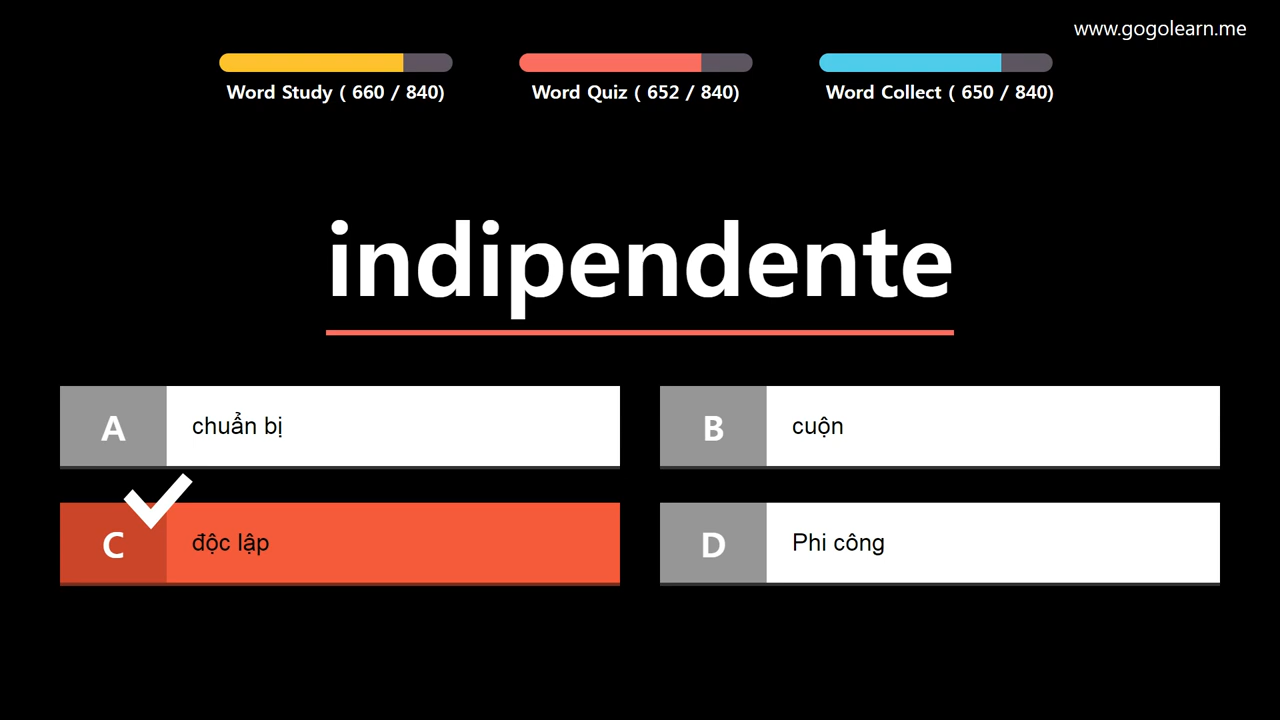 www.gogolearn.me
Word Study ( 660 / 840)
Word Quiz ( 652 / 840)
Word Collect ( 650 / 840)
indipendente
A
chuẩn bị
B
cuộn
C
độc lập
D
Phi công